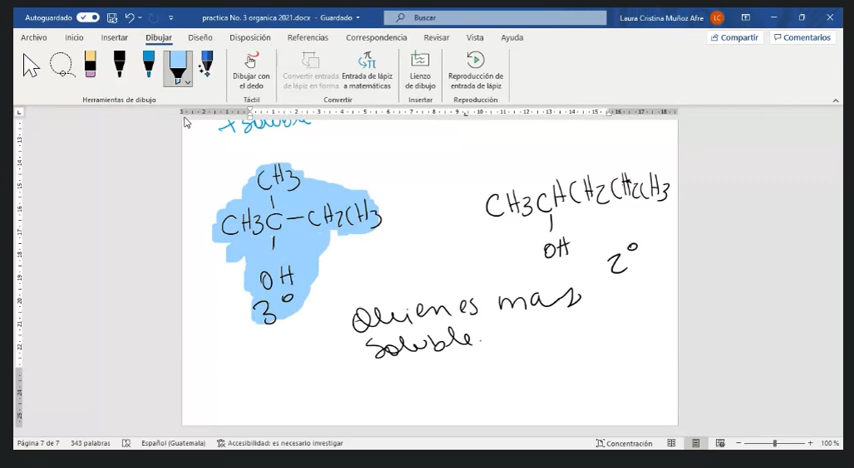 Autoguardado
practica No. 3 organica 2021.docx - Guardado
Buscar
Laura Cristina Muñoz Afre
LC
Archivo Inicio Insertar Dibujar Diseño Disposición Referencias Correspondencia Revisar Vista Ayuda
Compartir Comentarios
Dibujar con el dedo
Convertir entrada de lápiz en forma
Entrada de lápiz a matemáticas
Lienzo de dibujo
Reproducción de entrada de lápiz
Herramientas de dibujo Táctil Convertir Insertar Reproducción
+ soluble
CH3
CH3C-CH2CH3
OH
3°
CH3CHCH2CH2CH3
OH
2°
Quien es mas
soluble.
Página 7 de 7 343 palabras Español (Guatemala) Accesibilidad: es necesario investigar Concentración 100 %